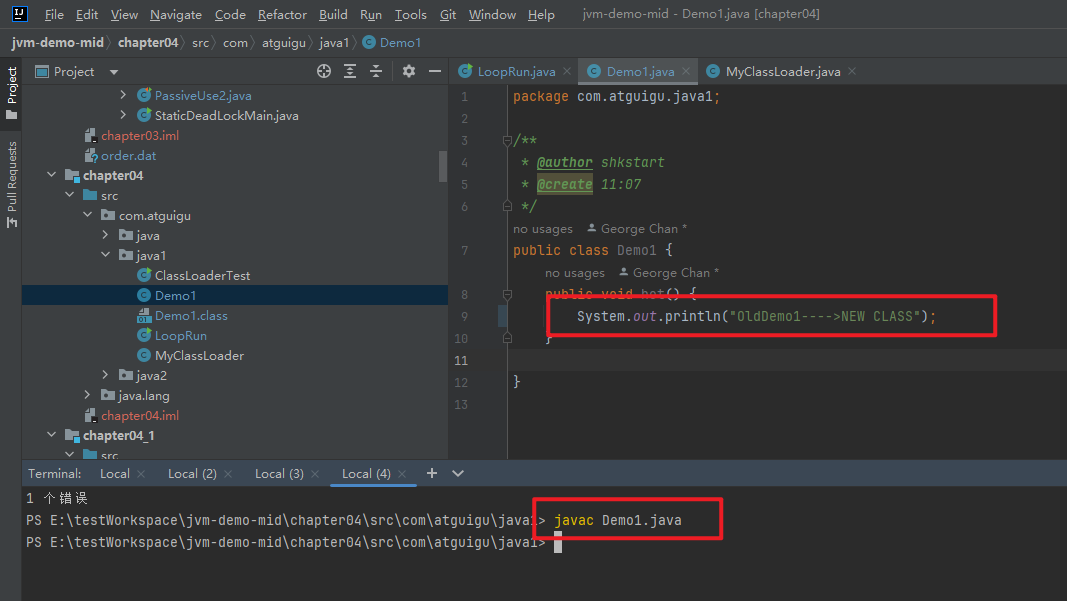 File Edit View Navigate Code Refactor Build Run Tools Git Window Help jvm-demo-mid - Demo1.java [chapter04]
jvm-demo-mid chapter04 src com atguigu java1 Demo1
Project
Pull Requests
Project
PassiveUse2.java
StaticDeadLockMain.java
chapter03.iml
order.dat
chapter04
src
com.atguigu
java
java1
ClassLoaderTest
Demo1
Demo1.class
LoopRun
MyClassLoader
java2
java.lang
chapter04.iml
chapter04_1
src
LoopRun.java Demo1.java MyClassLoader.java
1 package com.atguigu.java1;
2
3 /**
4 * @author shkstart
5 * @create 11:07
6 */
no usages George Chan *
7 public class Demo1 {
no usages George Chan *
8 public void hot() {
9 System.out.println("OldDemo1---->NEW CLASS");
10 }
11
12 }
13
Terminal: Local Local (2) Local (3) Local (4)
1 个错误
PS E:\testWorkspace\jvm-demo-mid\chapter04\src\com\atguigu\java1> javac Demo1.java
PS E:\testWorkspace\jvm-demo-mid\chapter04\src\com\atguigu\java1>